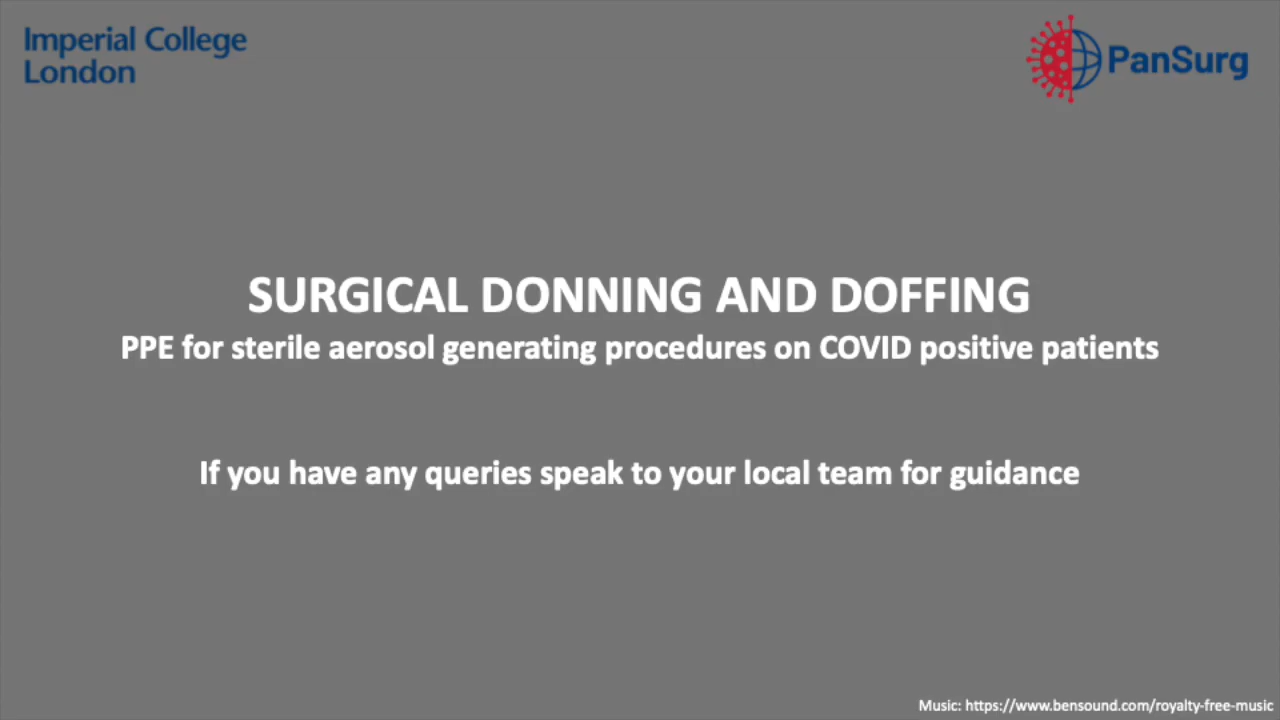 Imperial College
London
PanSurg
SURGICAL DONNING AND DOFFING
PPE for sterile aerosol generating procedures on COVID positive patients
If you have any queries speak to your local team for guidance
Music: https://www.bensound.com/royalty-free-music